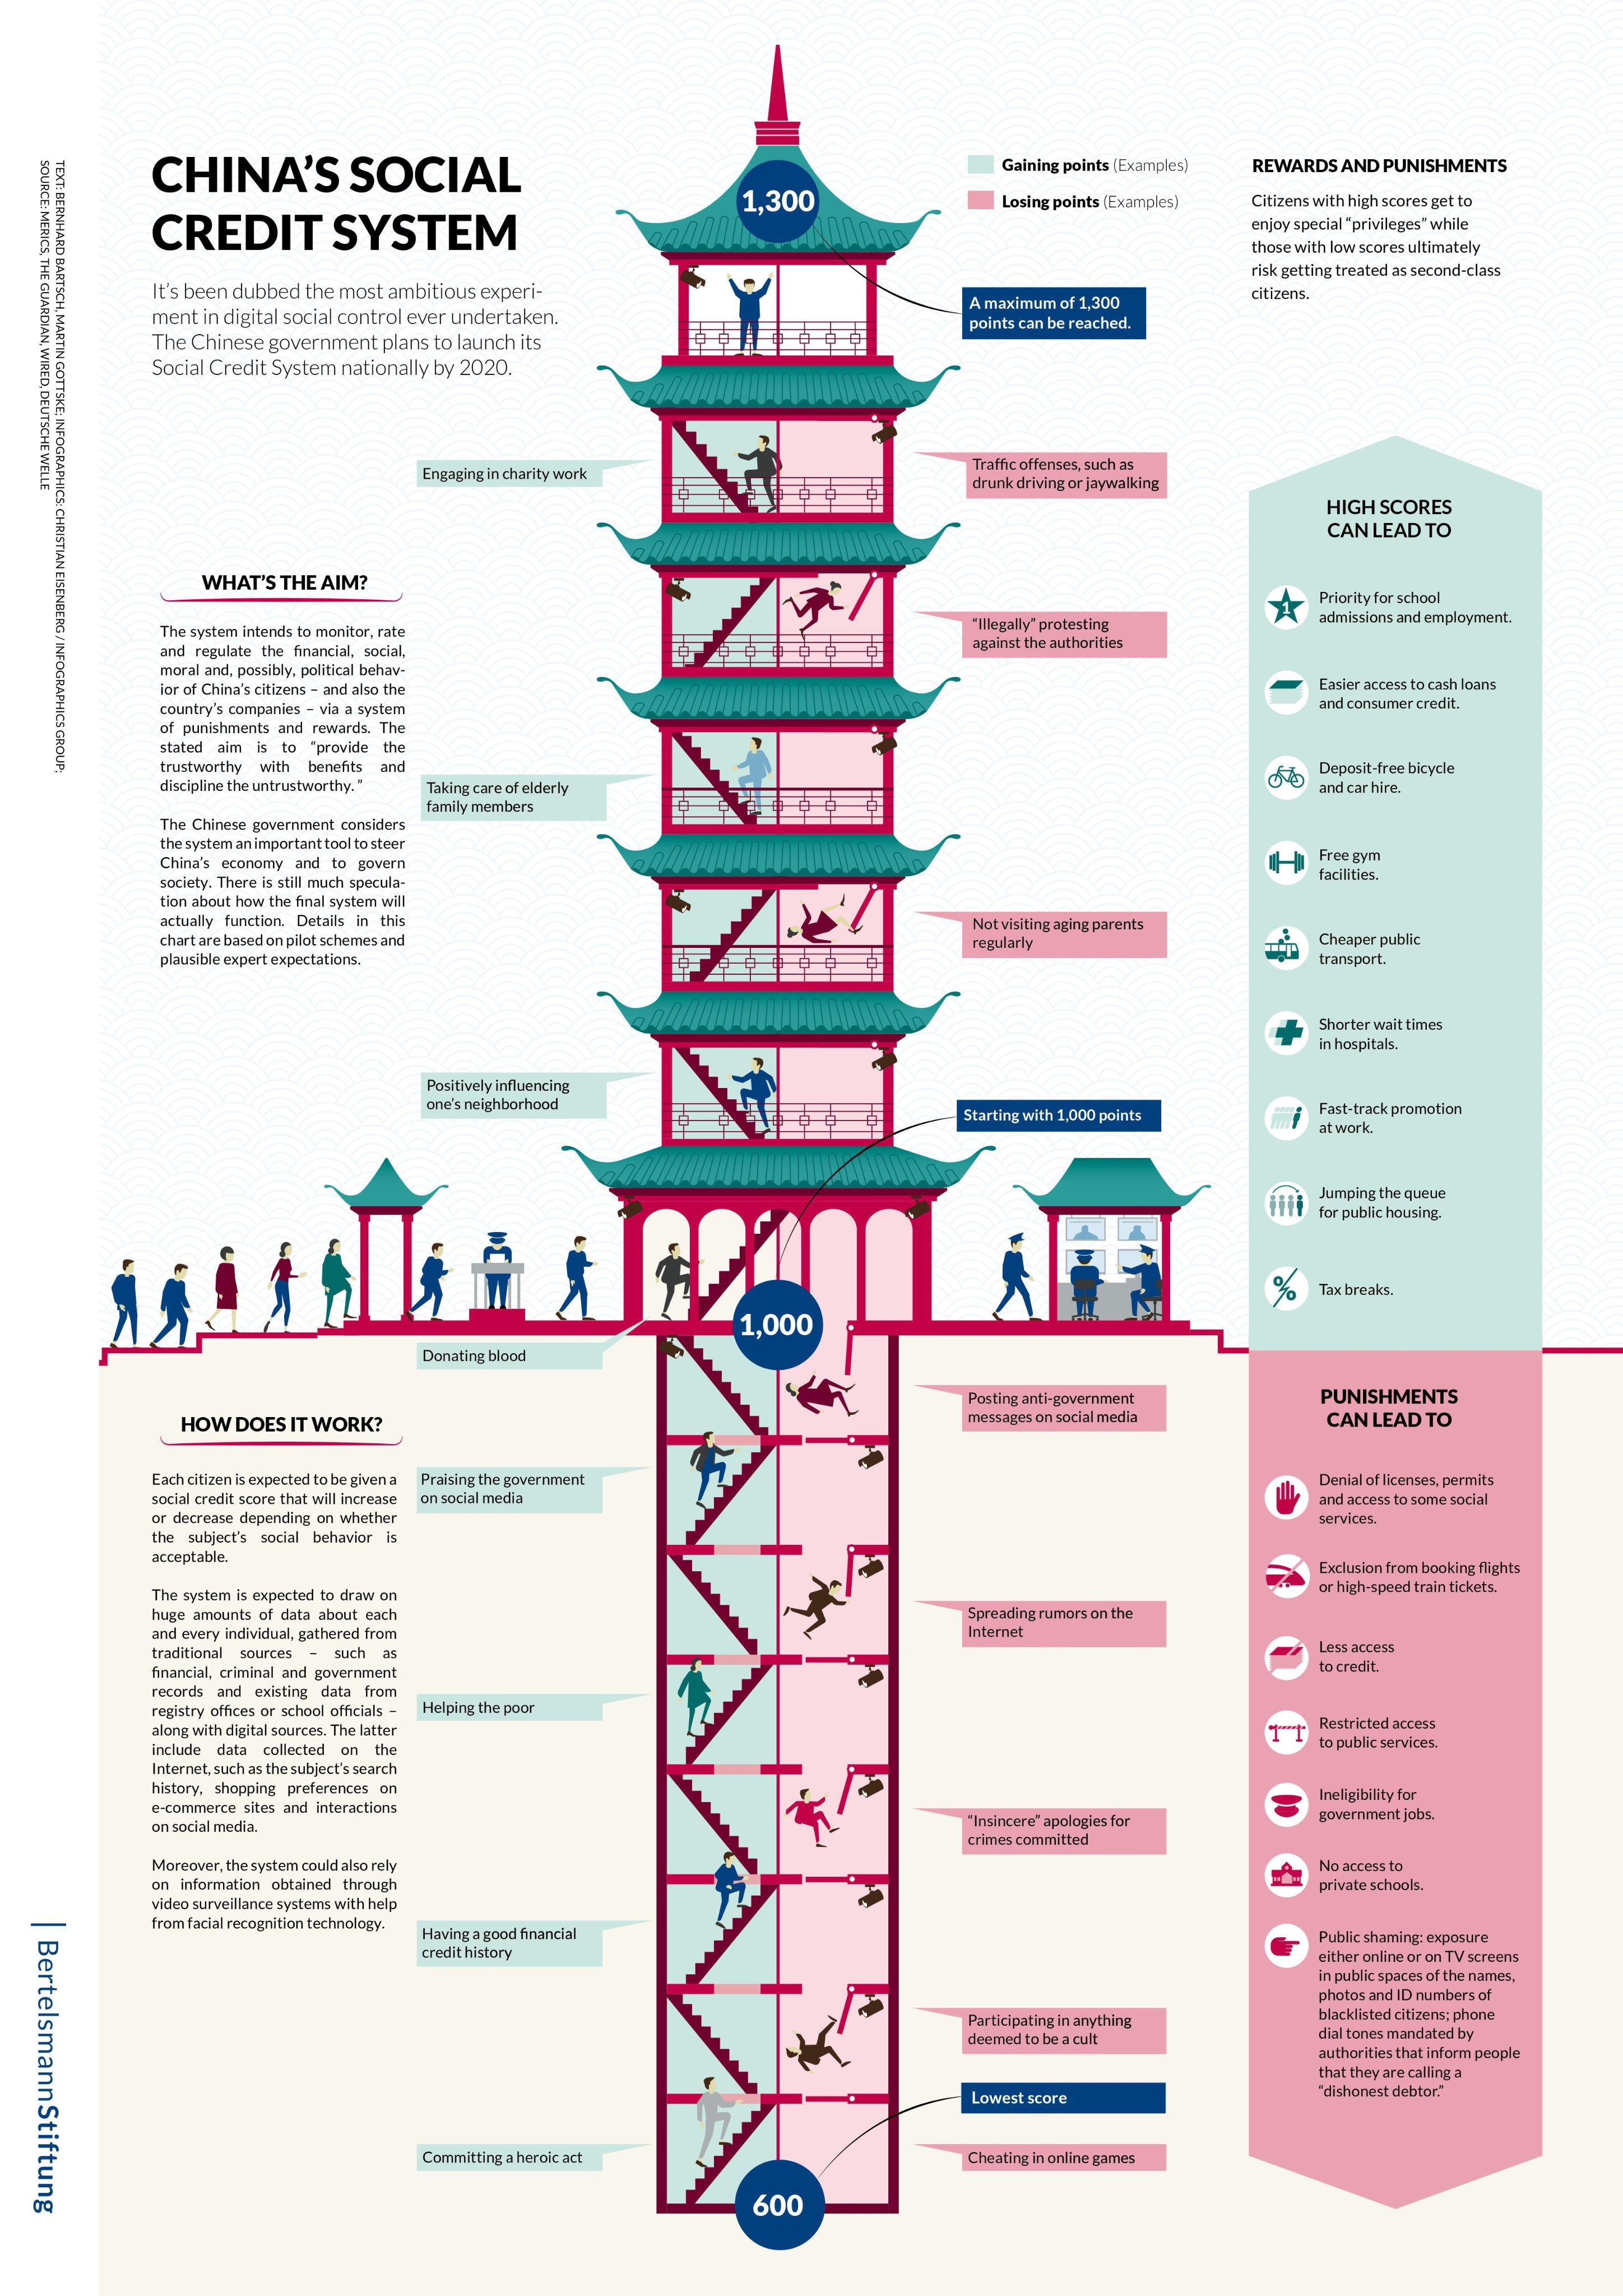 CHINA’S SOCIAL
CREDIT SYSTEM
It’s been dubbed the most ambitious experi-
ment in digital social control ever undertaken.
The Chinese government plans to launch its
Social Credit System nationally by 2020.
TEXT: BERNHARD BARTSCH, MARTIN GOTTSKE; INFOGRAPHICS: CHRISTIAN EISENBERG / INFOGRAPHICS GROUP;
SOURCE: MERICS, THE GUARDIAN, WIRED, DEUTSCHE WELLE
WHAT’S THE AIM?
The system intends to monitor, rate
and regulate the financial, social,
moral and, possibly, political behav-
ior of China’s citizens – and also the
country’s companies – via a system
of punishments and rewards. The
stated aim is to “provide the
trustworthy with benefits and
discipline the untrustworthy.”
The Chinese government considers
the system an important tool to steer
China’s economy and to govern
society. There is still much specula-
tion about how the final system will
actually function. Details in this
chart are based on pilot schemes and
plausible expert expectations.
HOW DOES IT WORK?
Each citizen is expected to be given a
social credit score that will increase
or decrease depending on whether
the subject’s social behavior is
acceptable.
The system is expected to draw on
huge amounts of data about each
and every individual, gathered from
traditional sources – such as
financial, criminal and government
records and existing data from
registry offices or school officials –
along with digital sources. The latter
include data collected on the
Internet, such as the subject’s search
history, shopping preferences on
e-commerce sites and interactions
on social media.
Moreover, the system could also rely
on information obtained through
video surveillance systems with help
from facial recognition technology.
Gaining points (Examples)
Losing points (Examples)
1,300
A maximum of 1,300
points can be reached.
Engaging in charity work
Traffic offenses, such as
drunk driving or jaywalking
“Illegally” protesting
against the authorities
Taking care of elderly
family members
Not visiting aging parents
regularly
Positively influencing
one’s neighborhood
Starting with 1,000 points
1,000
Donating blood
Posting anti-government
messages on social media
Praising the government
on social media
Spreading rumors on the
Internet
Helping the poor
“Insincere” apologies for
crimes committed
Having a good financial
credit history
Participating in anything
deemed to be a cult
Lowest score
Committing a heroic act
Cheating in online games
600
REWARDS AND PUNISHMENTS
Citizens with high scores get to
enjoy special “privileges” while
those with low scores ultimately
risk getting treated as second-class
citizens.
HIGH SCORES
CAN LEAD TO
1
Priority for school
admissions and employment.
Easier access to cash loans
and consumer credit.
Deposit-free bicycle
and car hire.
Free gym
facilities.
Cheaper public
transport.
Shorter wait times
in hospitals.
Fast-track promotion
at work.
Jumping the queue
for public housing.
%
Tax breaks.
PUNISHMENTS
CAN LEAD TO
Denial of licenses, permits
and access to some social
services.
Exclusion from booking flights
or high-speed train tickets.
Less access
to credit.
Restricted access
to public services.
Ineligibility for
government jobs.
No access to
private schools.
Public shaming: exposure
either online or on TV screens
in public spaces of the names,
photos and ID numbers of
blacklisted citizens; phone
dial tones mandated by
authorities that inform people
that they are calling a
“dishonest debtor.”
BertelsmannStiftung